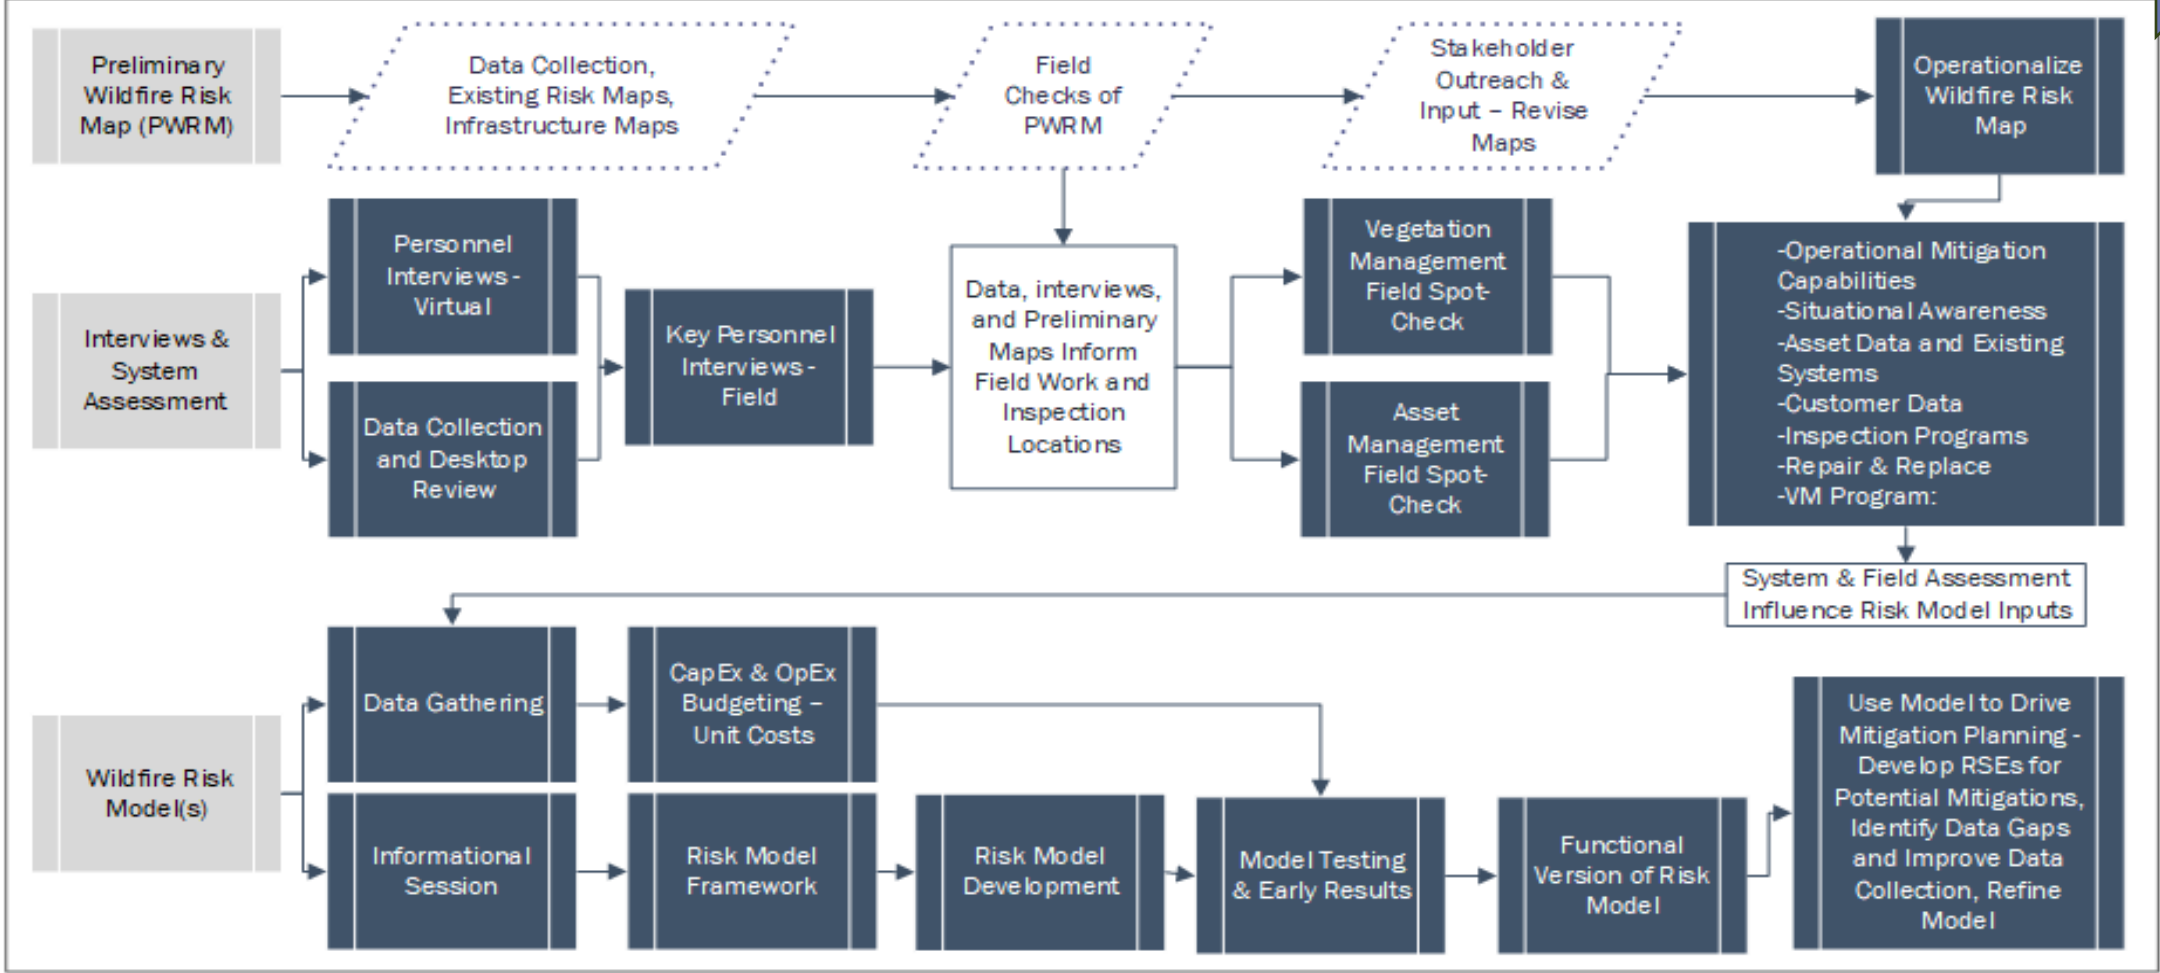 Preliminary
Wildfire Risk
Map (PWRM)
Data Collection,
Existing Risk Maps,
Infrastructure Maps
Field
Checks of
PWRM
Stakeholder
Outreach &
Input – Revise
Maps
Operationalize
Wildfire Risk
Map
Interviews &
System
Assessment
Personnel
Interviews -
Virtual
Data Collection
and Desktop
Review
Key Personnel
Interviews -
Field
Data, interviews,
and Preliminary
Maps Inform
Field Work and
Inspection
Locations
Vegetation
Management
Field Spot-
Check
Asset
Management
Field Spot-
Check
-Operational Mitigation
Capabilities
-Situational Awareness
-Asset Data and Existing
Systems
-Customer Data
-Inspection Programs
-Repair & Replace
-VM Program:
System & Field Assessment
Influence Risk Model Inputs
Wildfire Risk
Model(s)
Data Gathering
CapEx & OpEx
Budgeting –
Unit Costs
Informational
Session
Risk Model
Framework
Risk Model
Development
Model Testing
& Early Results
Functional
Version of Risk
Model
Use Model to Drive
Mitigation Planning -
Develop RSEs for
Potential Mitigations,
Identify Data Gaps
and Improve Data
Collection, Refine
Model